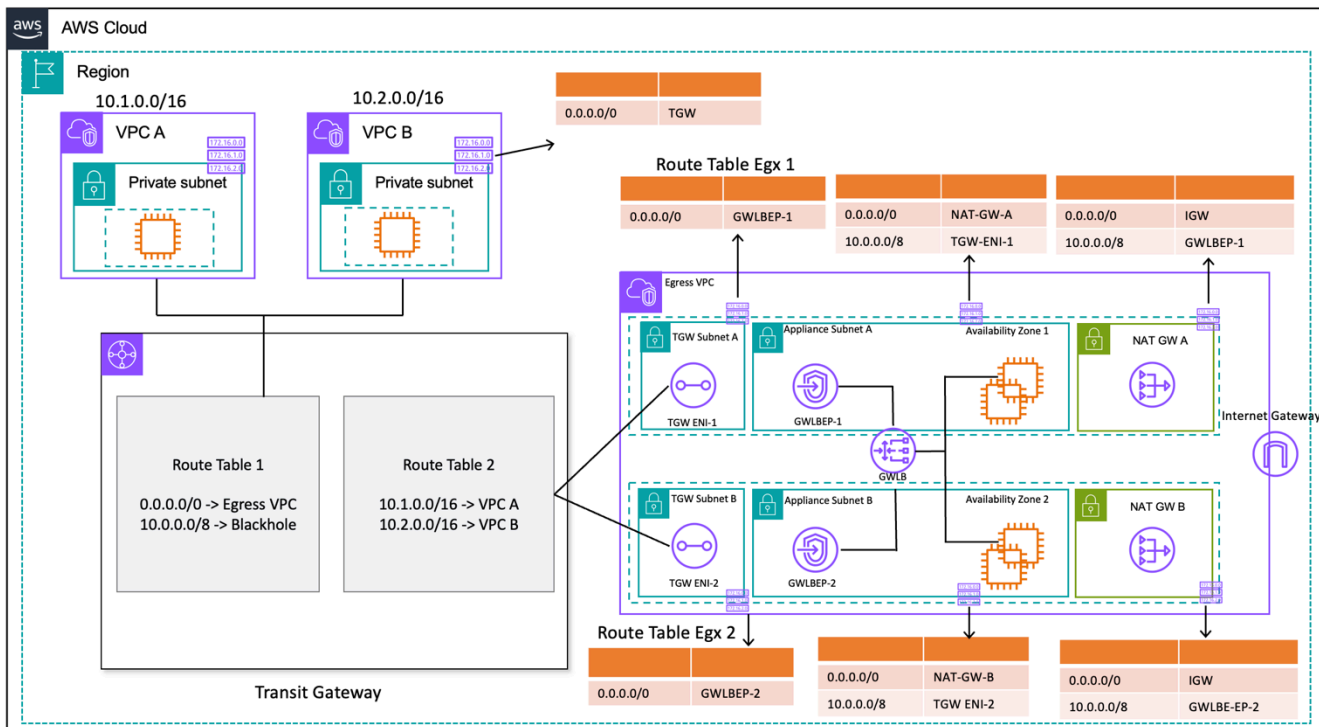 aws
AWS Cloud
Region
10.1.0.0/16
10.2.0.0/16
VPC A
VPC B
172.16.0.0
172.16.1.0
172.16.2.0
172.16.0.0
172.16.1.0
172.16.2.0
Private subnet
Private subnet
0.0.0.0/0 TGW
Route Table Egx 1
0.0.0.0/0 GWLBEP-1
0.0.0.0/0 NAT-GW-A
10.0.0.0/8 TGW-ENI-1
0.0.0.0/0 IGW
10.0.0.0/8 GWLBEP-1
Egress VPC
TGW Subnet A
Appliance Subnet A
Availability Zone 1
NAT GW A
TGW ENI-1
GWLBEP-1
Internet Gateway
GWLB
TGW Subnet B
Appliance Subnet B
Availability Zone 2
NAT GW B
TGW ENI-2
GWLBEP-2
Route Table 1
0.0.0.0/0 -> Egress VPC
10.0.0.0/8 -> Blackhole
Route Table 2
10.1.0.0/16 -> VPC A
10.2.0.0/16 -> VPC B
Transit Gateway
Route Table Egx 2
0.0.0.0/0 GWLBEP-2
0.0.0.0/0 NAT-GW-B
10.0.0.0/8 TGW ENI-2
0.0.0.0/0 IGW
10.0.0.0/8 GWLBE-EP-2